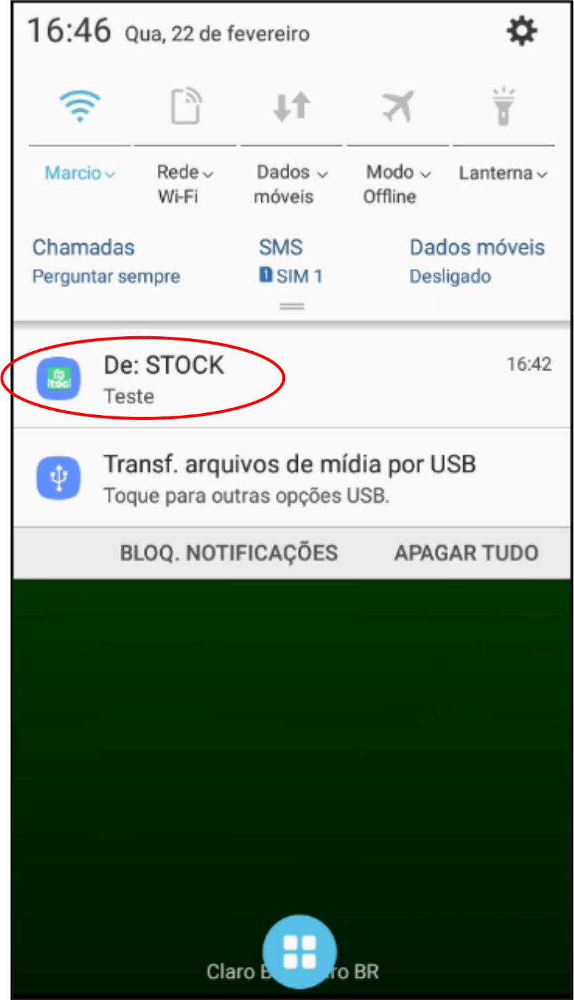 16:46 Qua, 22 de fevereiro
Marcio Rede Wi-Fi Dados móveis Modo Offline Lanterna
Chamadas SMS Dados móveis
Perguntar sempre 1 SIM 1 Desligado
De: STOCK 16:42
Teste
Transf. arquivos de mídia por USB
Toque para outras opções USB.
BLOQ. NOTIFICAÇÕES APAGAR TUDO
Claro BR